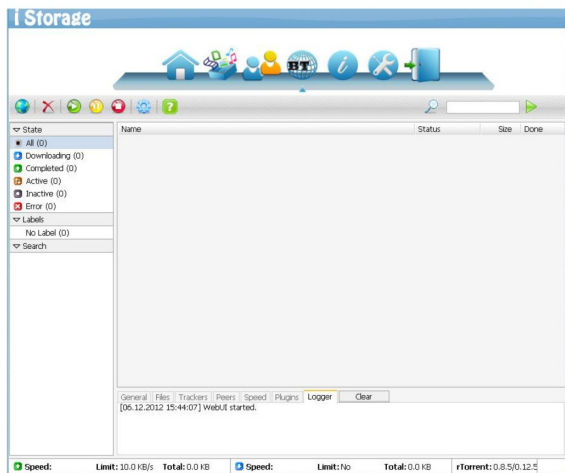 i Storage
BT
i
?
State
All (0)
Downloading (0)
Completed (0)
Active (0)
Inactive (0)
Error (0)
Labels
No Label (0)
Search
Name Status Size Done
General Files Trackers Peers Speed Plugins Logger Clear
[06.12.2012 15:44:07] WebUI started.
Speed: Limit: 10.0 KB/s Total: 0.0 KB Speed: Limit: No Total: 0.0 KB rTorrent: 0.8.5/0.12.5